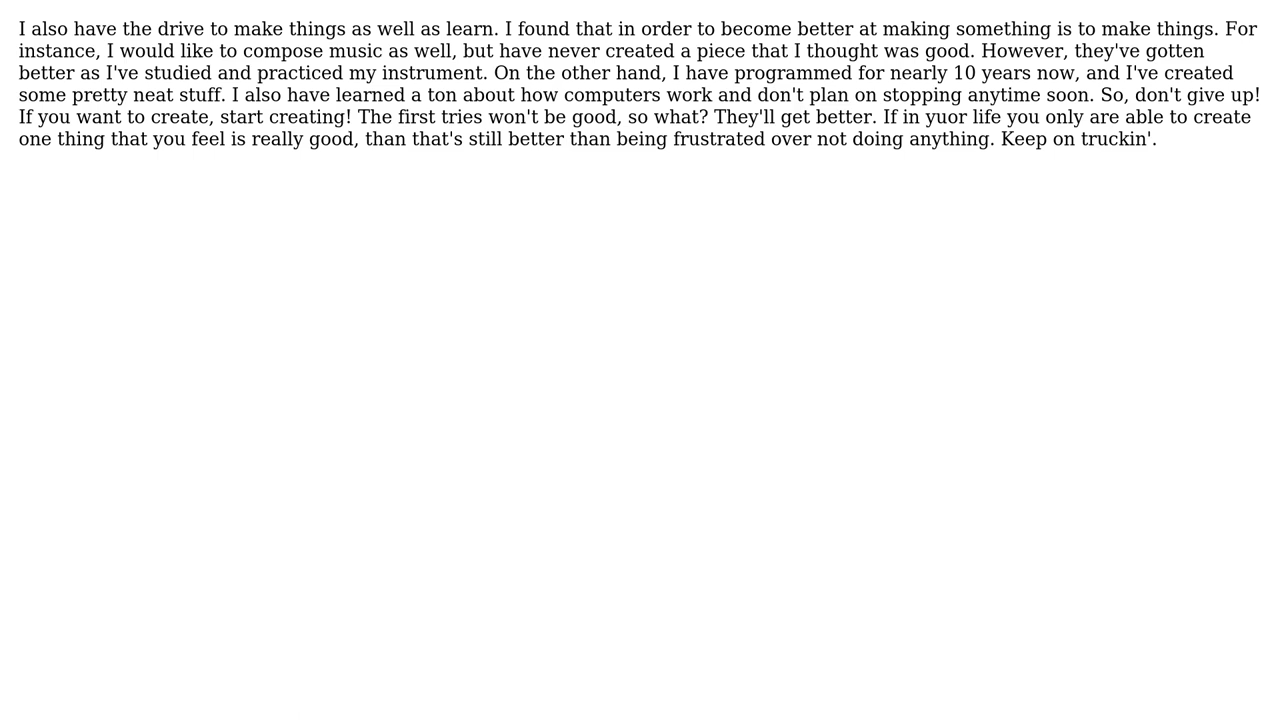 I also have the drive to make things as well as learn. I found that in order to become better at making something is to make things. For
instance, I would like to compose music as well, but have never created a piece that I thought was good. However, they've gotten
better as I've studied and practiced my instrument. On the other hand, I have programmed for nearly 10 years now, and I've created
some pretty neat stuff. I also have learned a ton about how computers work and don't plan on stopping anytime soon. So, don't give up!
If you want to create, start creating! The first tries won't be good, so what? They'll get better. If in yuor life you only are able to create
one thing that you feel is really good, than that's still better than being frustrated over not doing anything. Keep on truckin'.